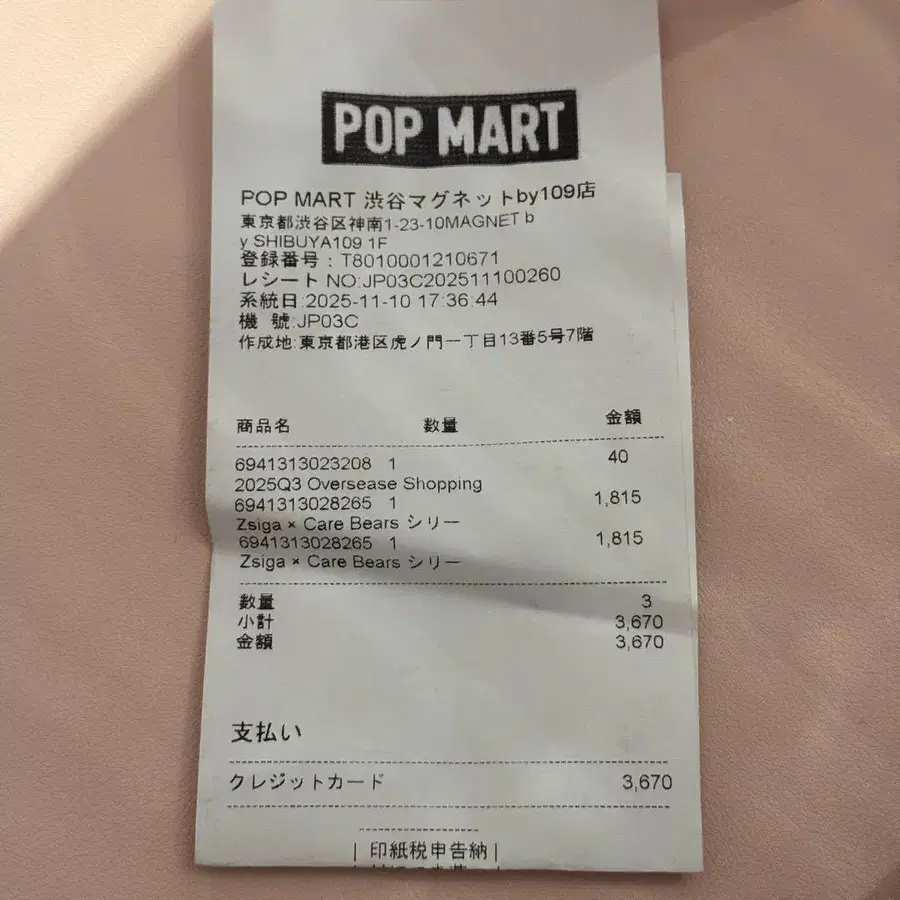 POP MART
POP MART 渋谷マグネットby109店
東京都渋谷区神南1-23-10MAGNET b
y SHIBUYA109 1F
登録番号：T8010001210671
レシート NO:JP03C202511100260
系統日:2025-11-10 17:36:44
機 號:JP03C
作成地:東京都港区虎ノ門一丁目13番5号7階
商品名 数量 金額
6941313023208 1 40
2025Q3 Oversease Shopping
6941313028265 1 1,815
Zsiga × Care Bears シリー
6941313028265 1 1,815
Zsiga × Care Bears シリー
数量 3
小計 3,670
金額 3,670
支払い
クレジットカード 3,670
印紙税申告納